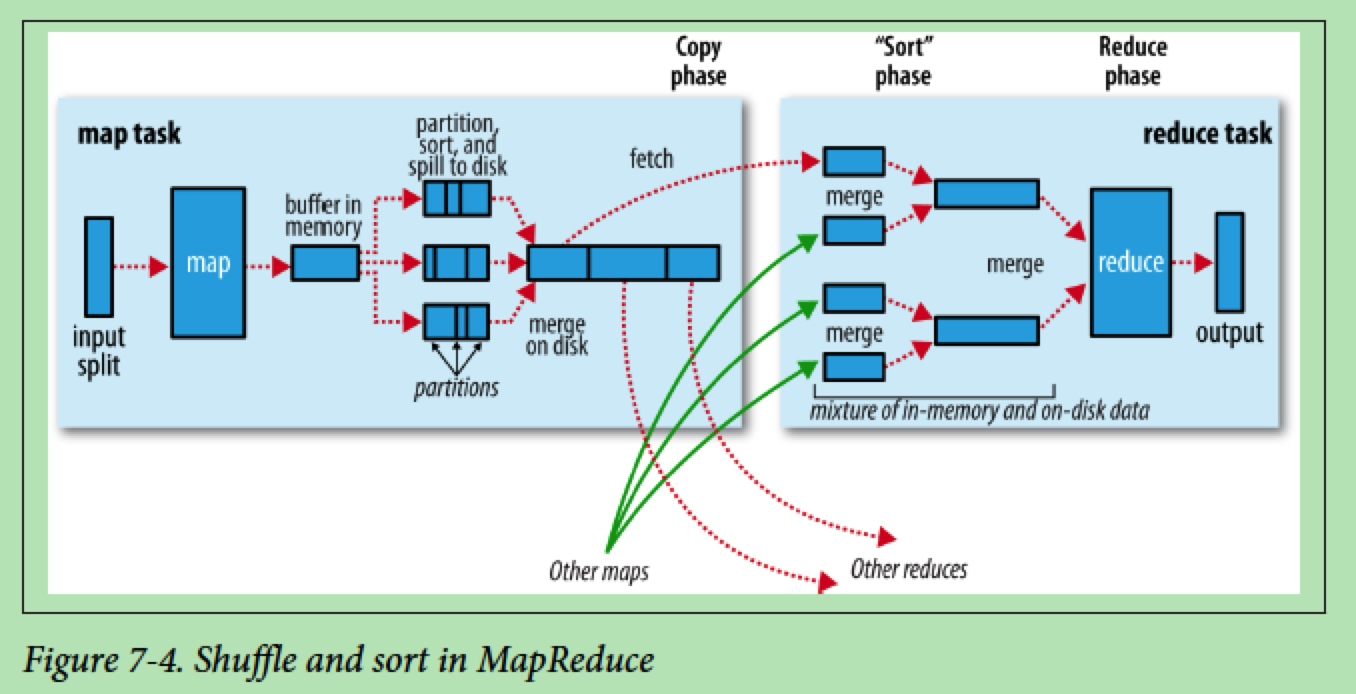 Copy
phase
“Sort”
phase
Reduce
phase
map task
partition,
sort, and
spill to disk
fetch
reduce task
buffer in
memory
map
input
split
merge
on disk
partitions
merge
merge
merge
reduce
output
mixture of in-memory and on-disk data
Other maps
Other reduces
Figure 7-4. Shuffle and sort in MapReduce